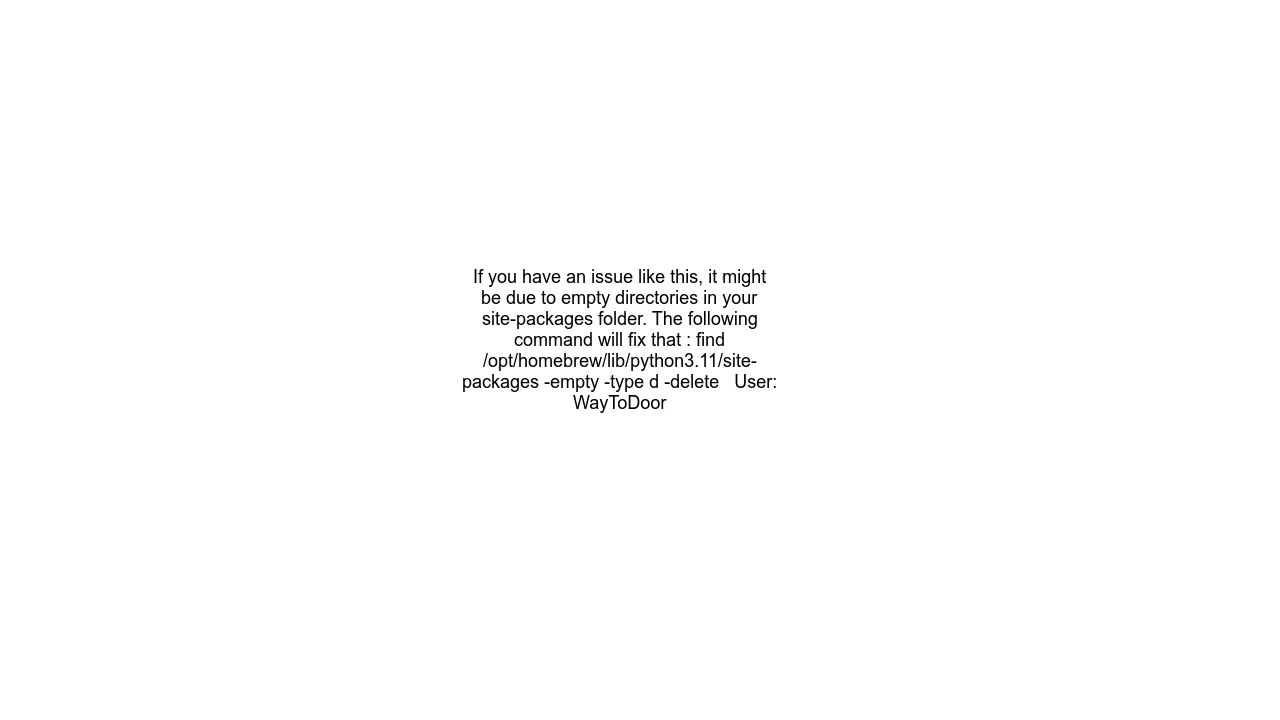 If you have an issue like this, it might
be due to empty directories in your
site-packages folder. The following
command will fix that : find
/opt/homebrew/lib/python3.11/site-
packages -empty -type d -delete   User:
WayToDoor